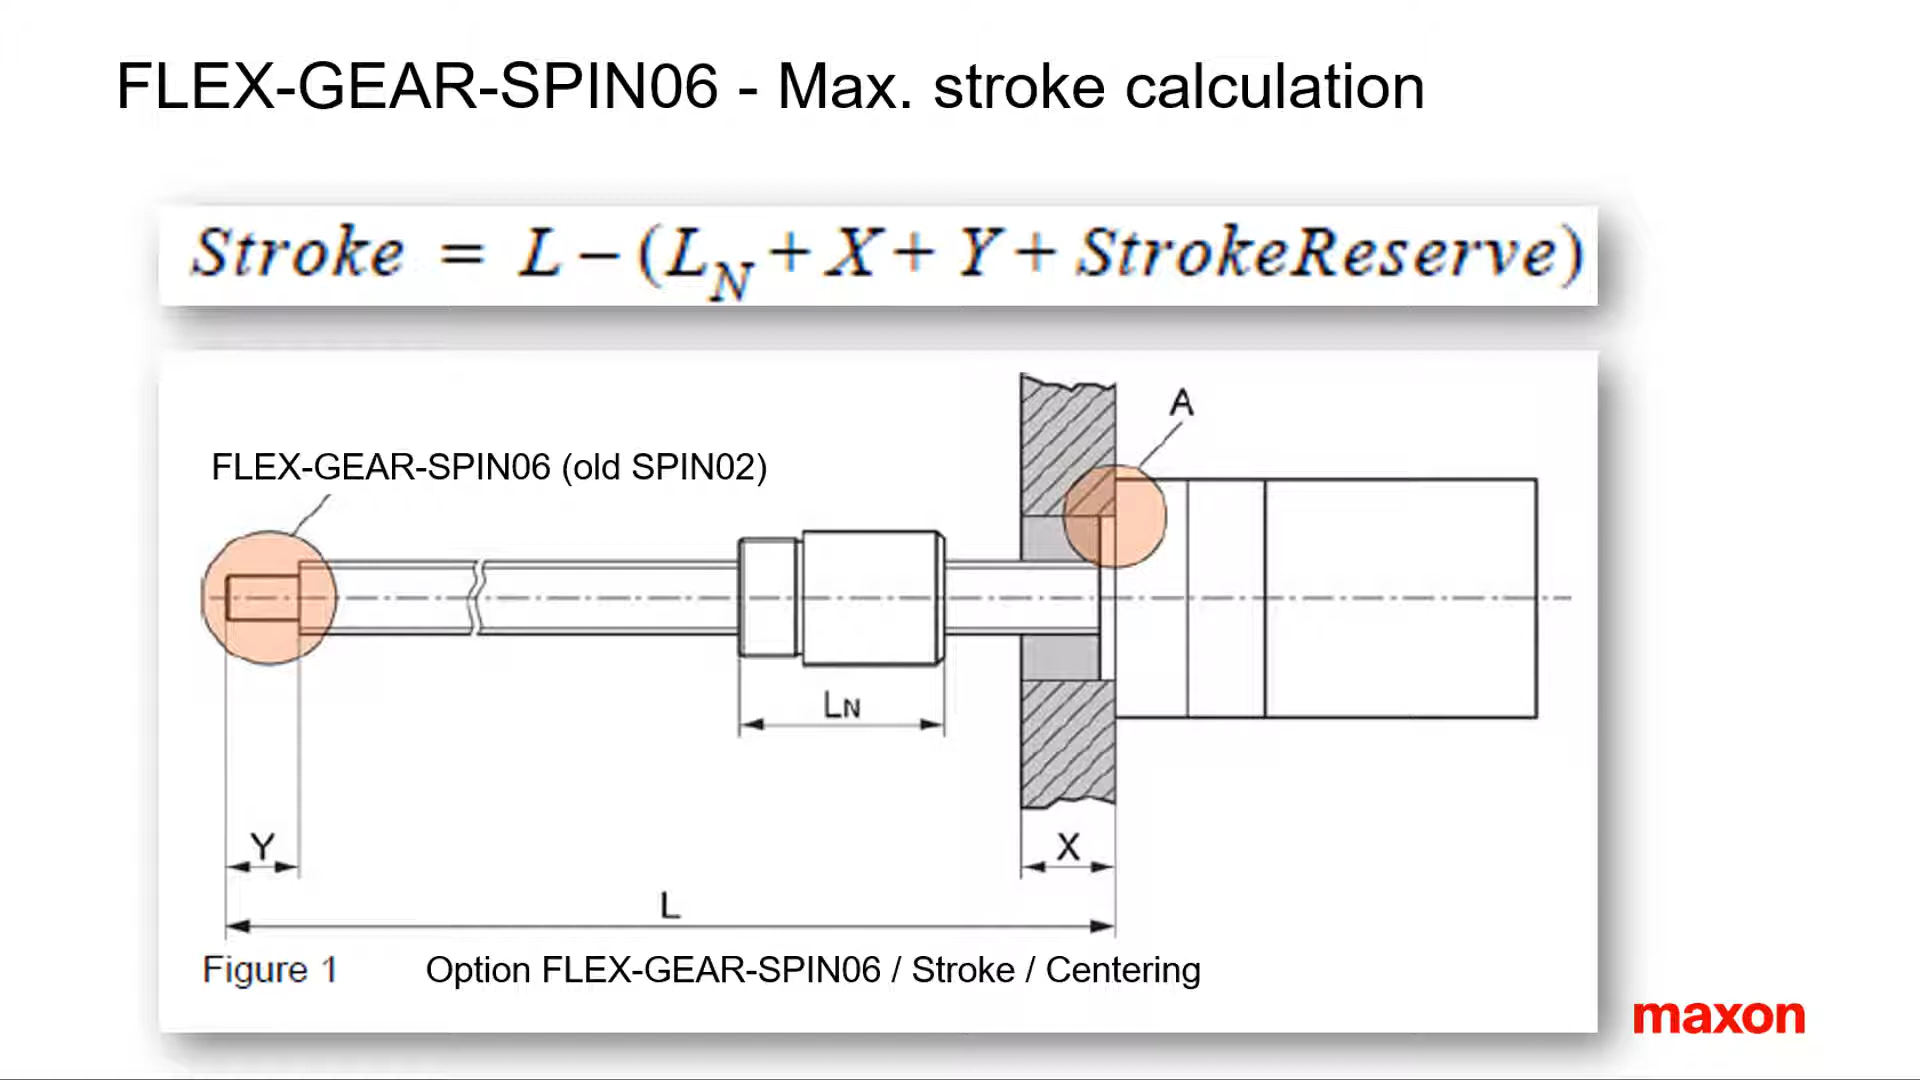 FLEX-GEAR-SPIN06 - Max. stroke calculation
Stroke = L - (L_N + X + Y + StrokeReserve)
A
FLEX-GEAR-SPIN06 (old SPIN02)
LN
Y
X
L
Figure 1 Option FLEX-GEAR-SPIN06 / Stroke / Centering
maxon